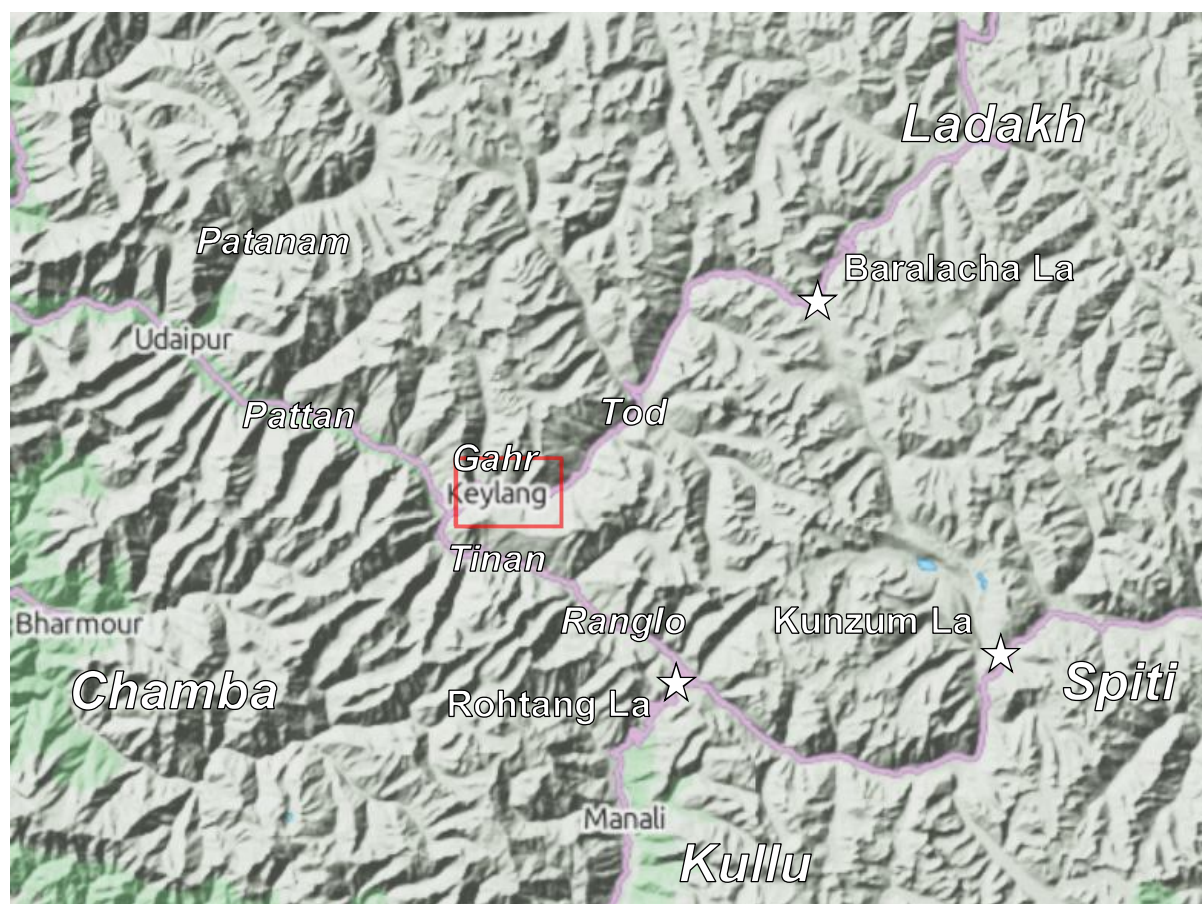 Ladakh
Patanam
Baralacha La
Udaipur
Pattan
Tod
Gahr
Keylang
Tinan
Ranglo
Kunzum La
Bharmour
Chamba
Spiti
Rohtang La
Manali
Kullu